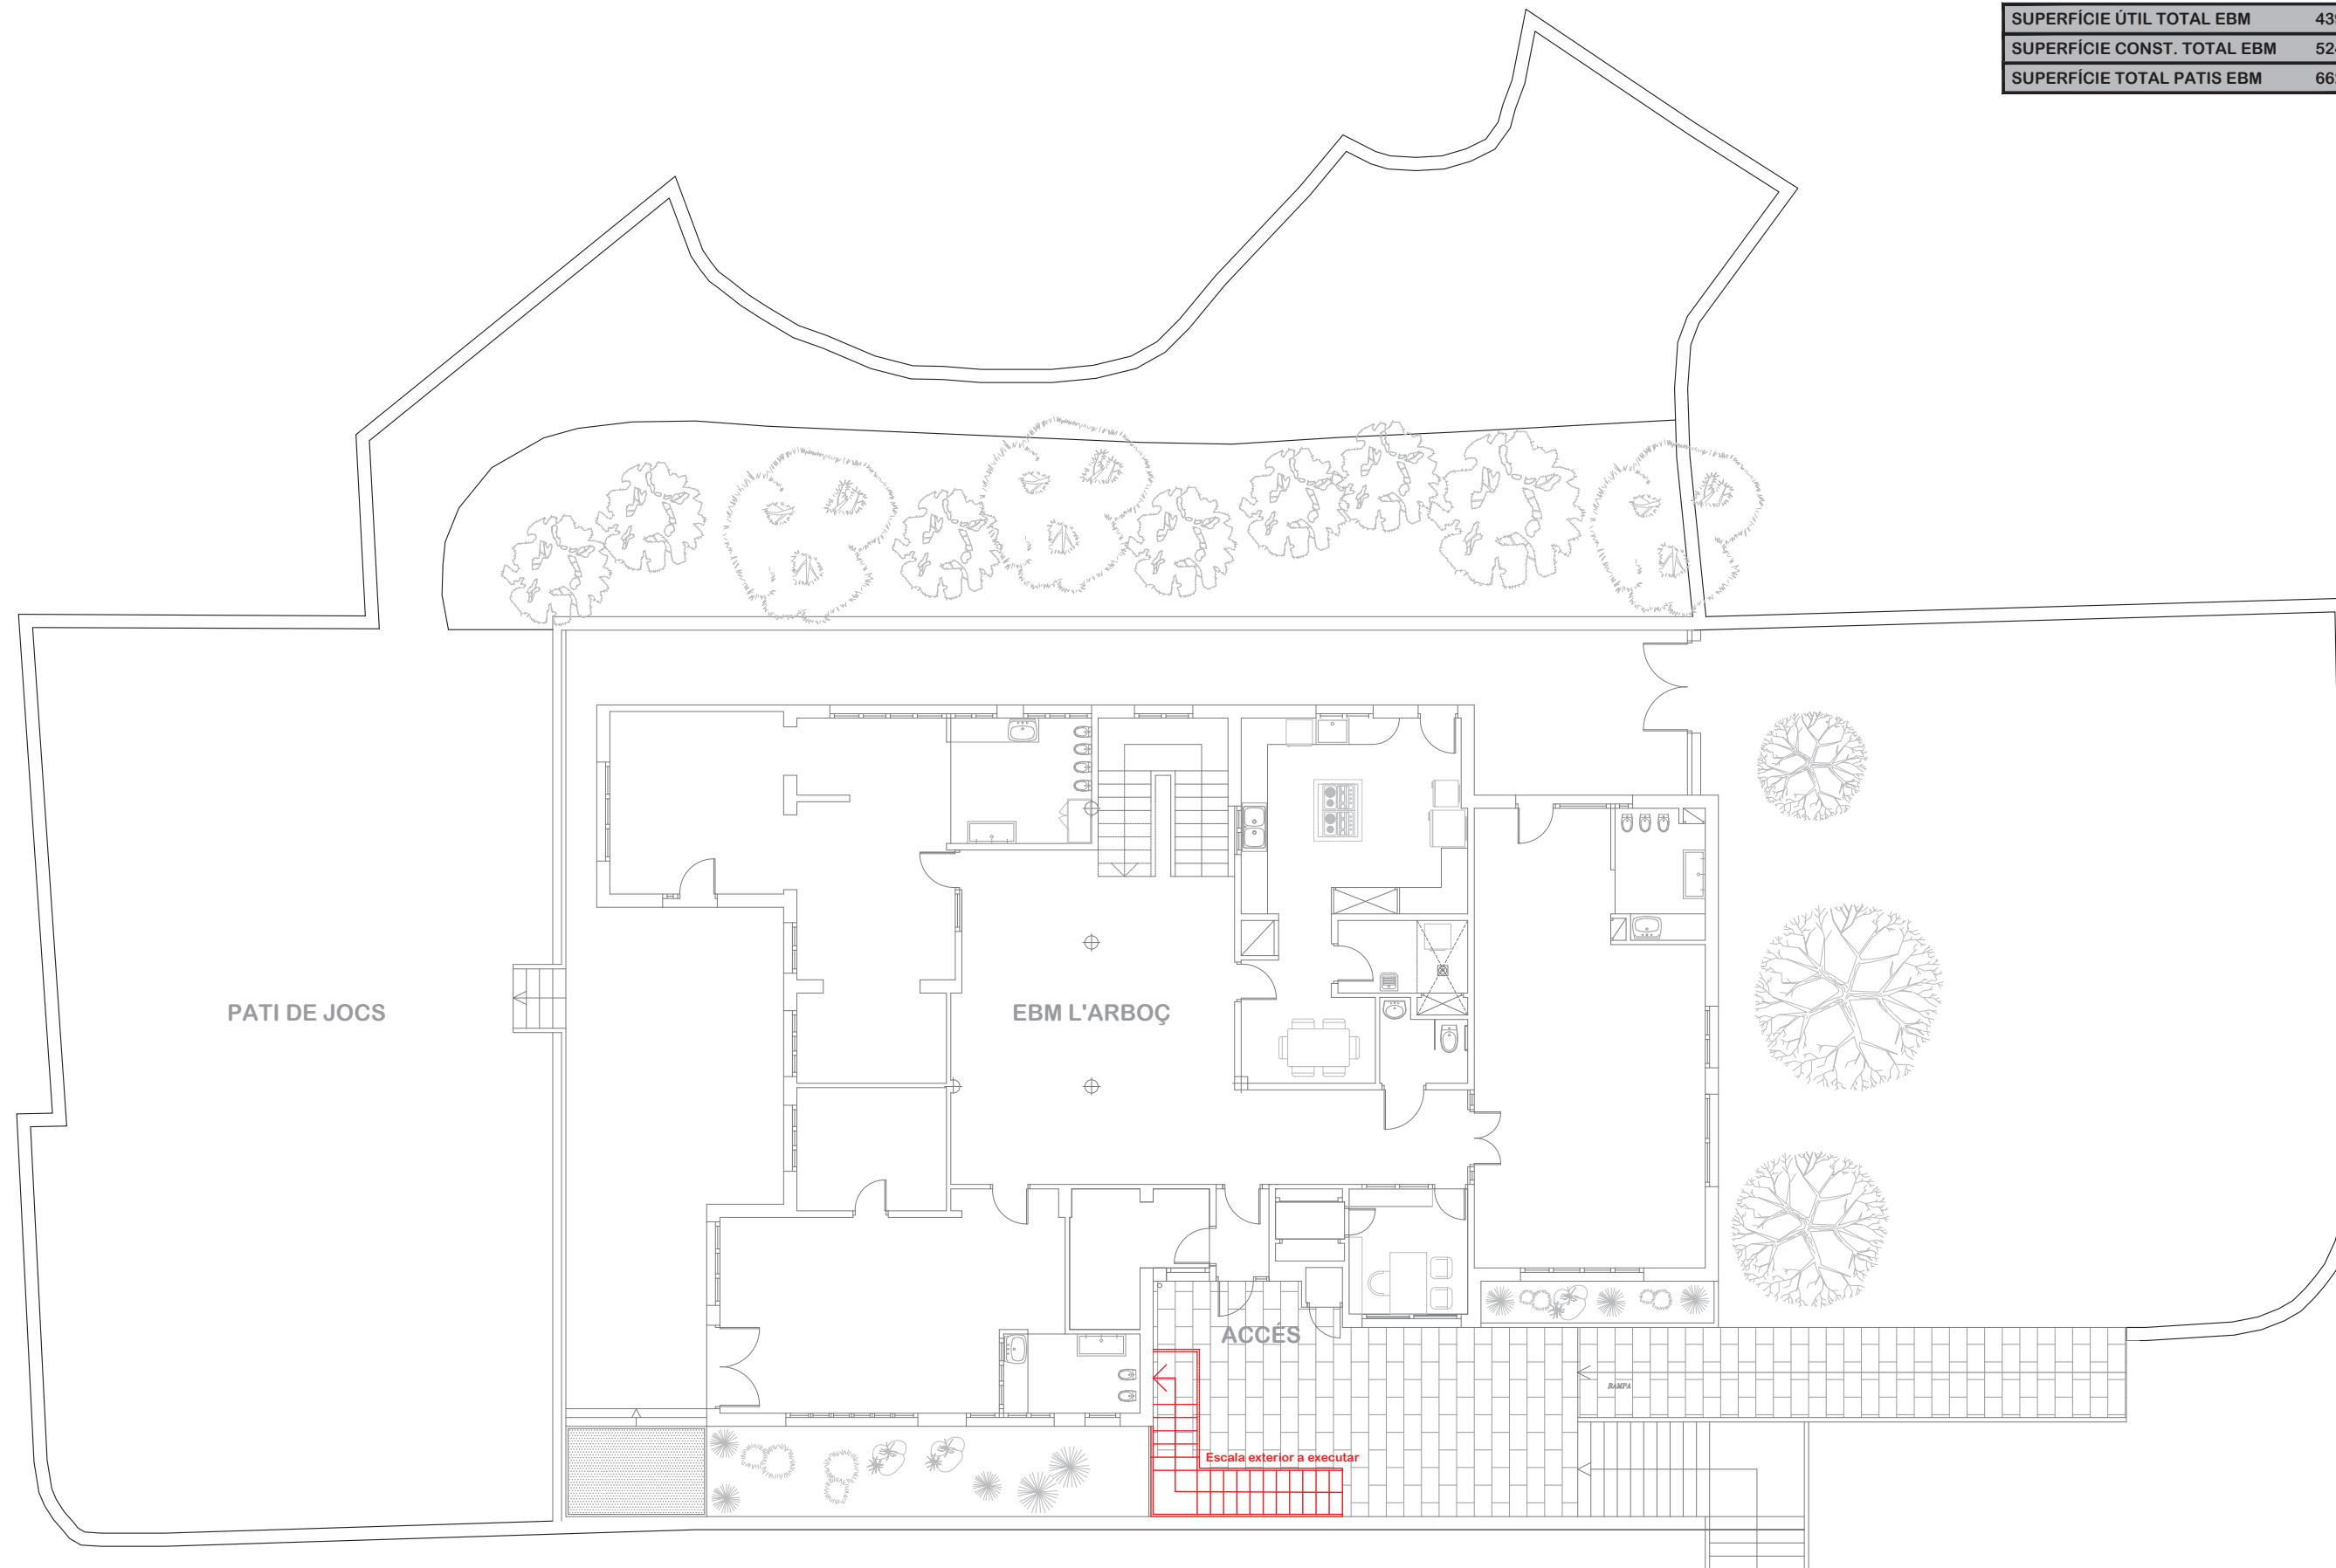 SUPERFÍCIE ÚTIL TOTAL EBM
SUPERFÍCIE CONST. TOTAL EBM
SUPERFÍCIE TOTAL PATIS EBM
PATI DE JOCS
EBM L'ARBOÇ
ACCÉS
RAMPA
Escala exterior a executar